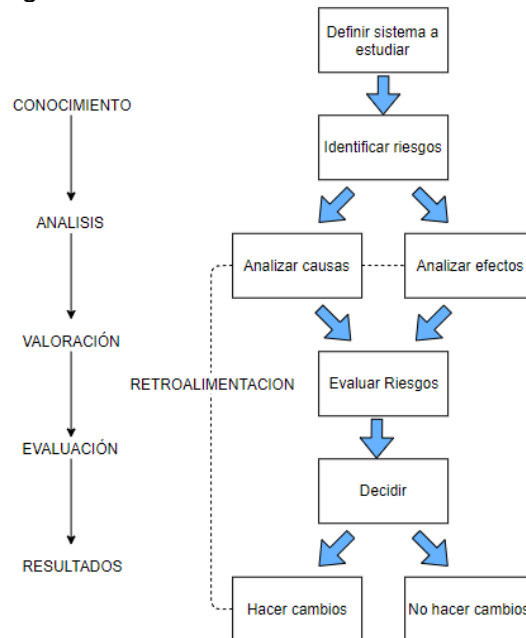 Definir sistema a
estudiar
CONOCIMIENTO
Identificar riesgos
ANALISIS
Analizar causas
Analizar efectos
VALORACIÓN
RETROALIMENTACION
Evaluar Riesgos
EVALUACIÓN
Decidir
RESULTADOS
Hacer cambios
No hacer cambios